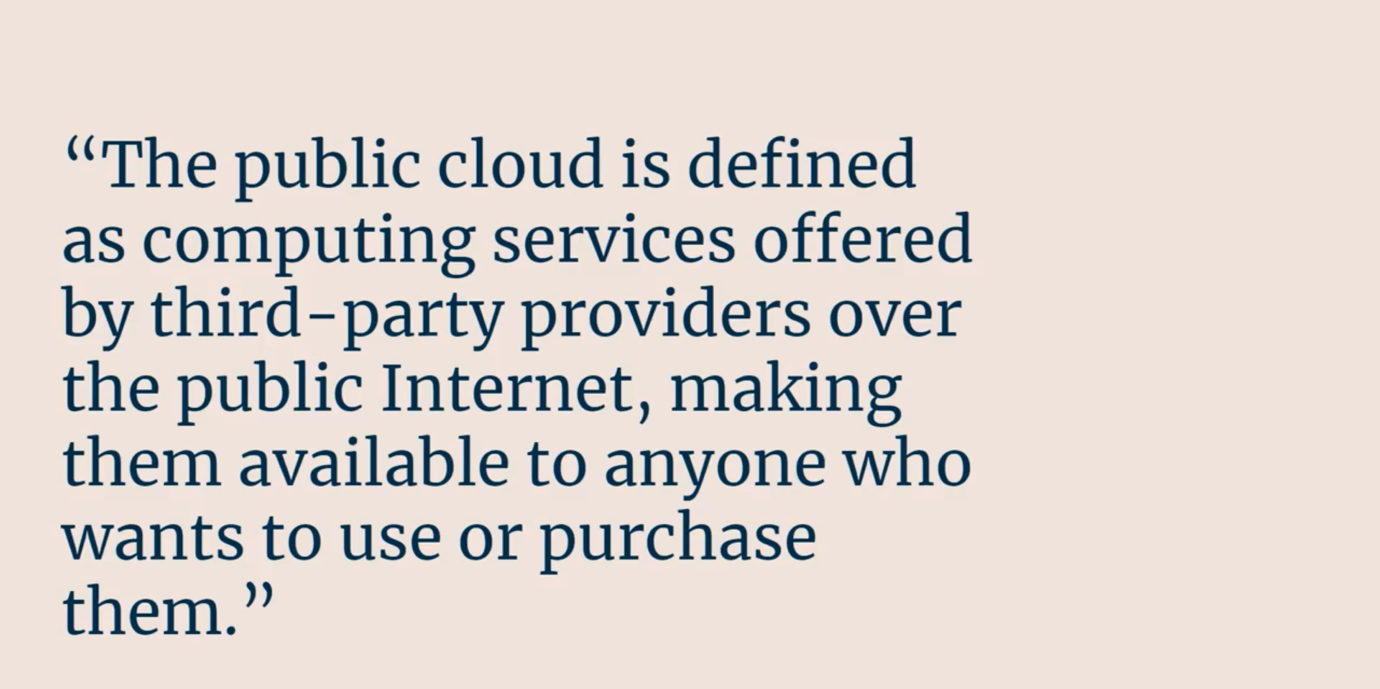 “The public cloud is defined
as computing services offered
by third-party providers over
the public Internet, making
them available to anyone who
wants to use or purchase
them.”